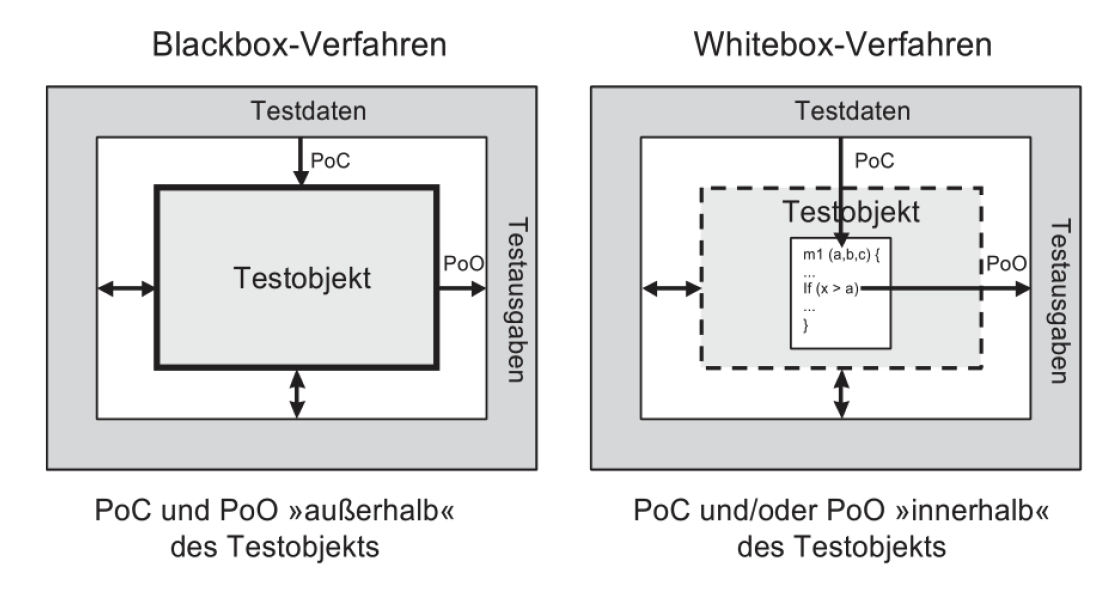 Blackbox-Verfahren
Testdaten
PoC
Testobjekt
PoO
Testausgaben
PoC und PoO »außerhalb«
des Testobjekts
Whitebox-Verfahren
Testdaten
PoC
Testobjekt
m1 (a,b,c) {
...
If (x > a)
...
}
PoO
Testausgaben
PoC und/oder PoO »innerhalb«
des Testobjekts